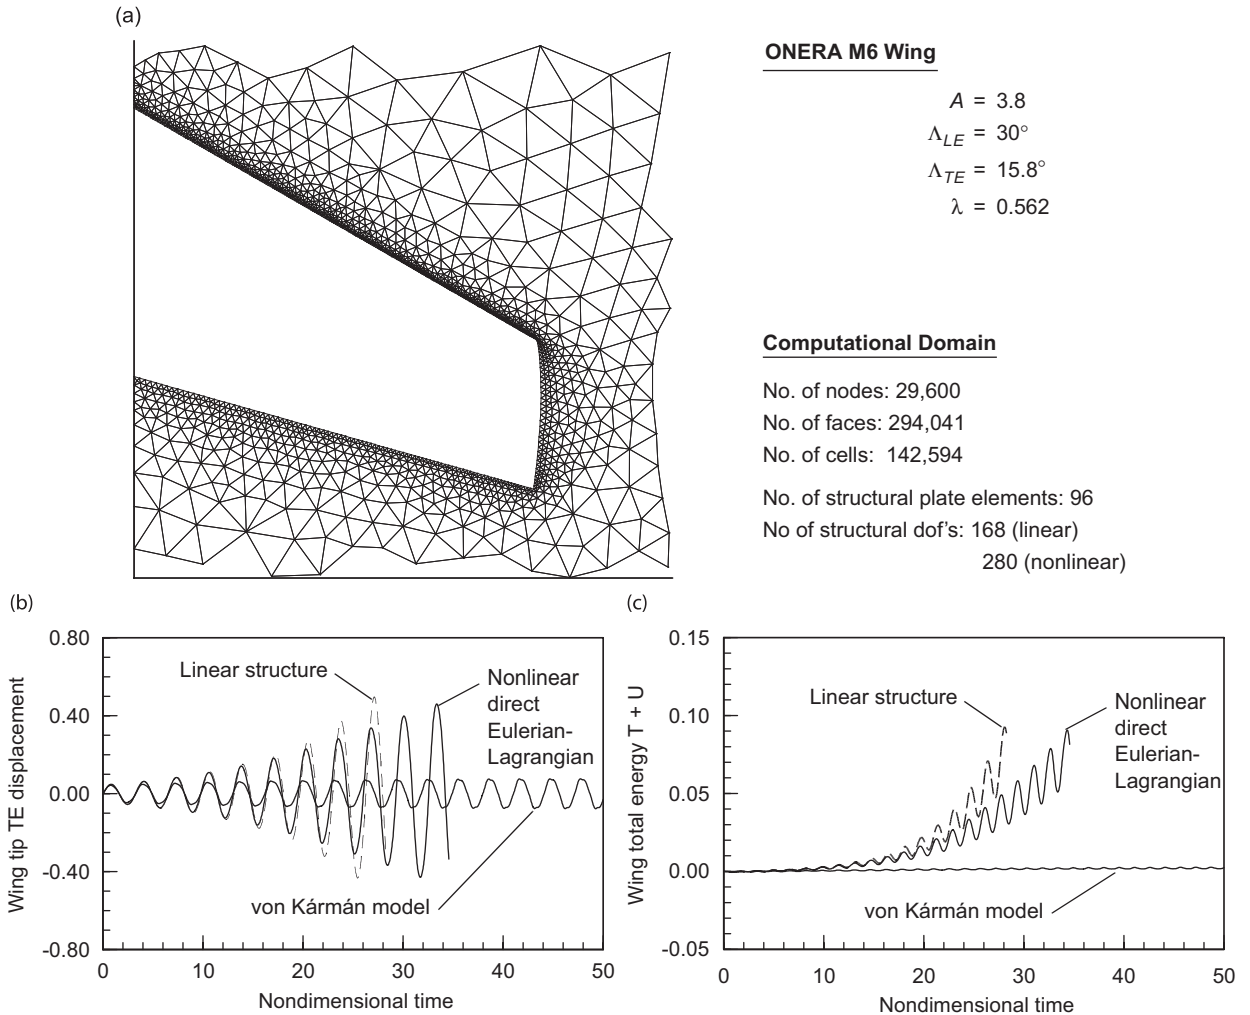 (a)
ONERA M6 Wing
A = 3.8
Λ_LE = 30°
Λ_TE = 15.8°
λ = 0.562
Computational Domain
No. of nodes: 29,600
No. of faces: 294,041
No. of cells: 142,594
No. of structural plate elements: 96
No of structural dof's: 168 (linear)
280 (nonlinear)
(b)
Wing tip TE displacement
0.80
0.40
0.00
-0.40
-0.80
0 10 20 30 40 50
Nondimensional time
Linear structure
Nonlinear
direct
Eulerian-
Lagrangian
von Kármán model
(c)
Wing total energy T + U
0.15
0.10
0.05
0.00
-0.05
0 10 20 30 40 50
Nondimensional time
Linear structure
Nonlinear
direct
Eulerian-
Lagrangian
von Kármán model